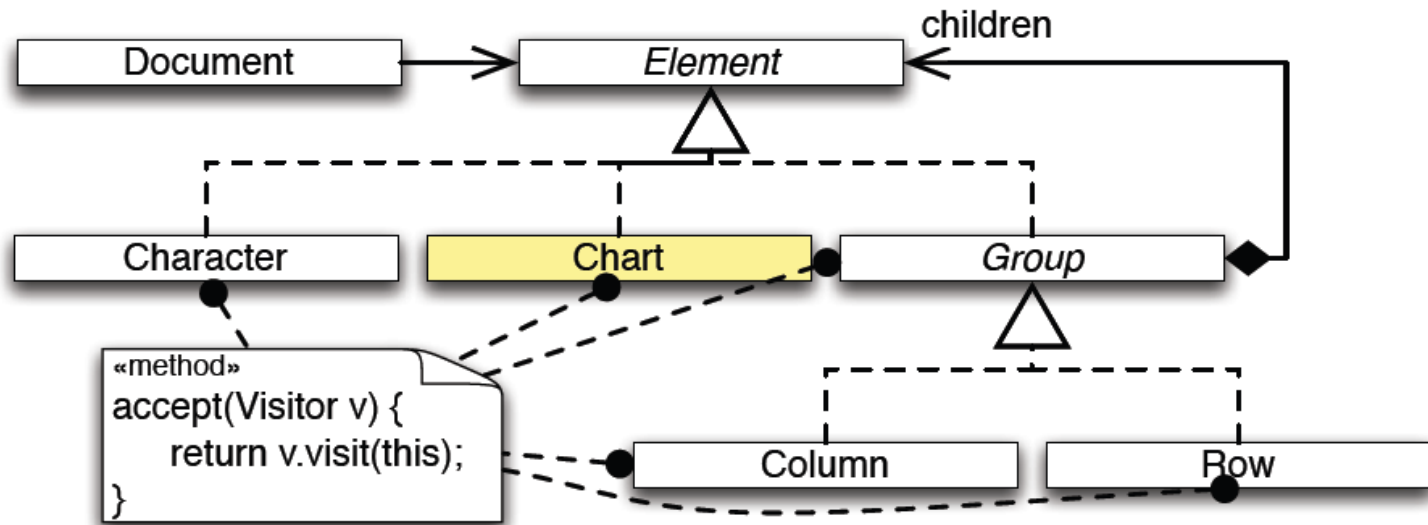 children
Document
Element
Character
Chart
Group
«method»
accept(Visitor v) {
return v.visit(this);
}
Column
Row